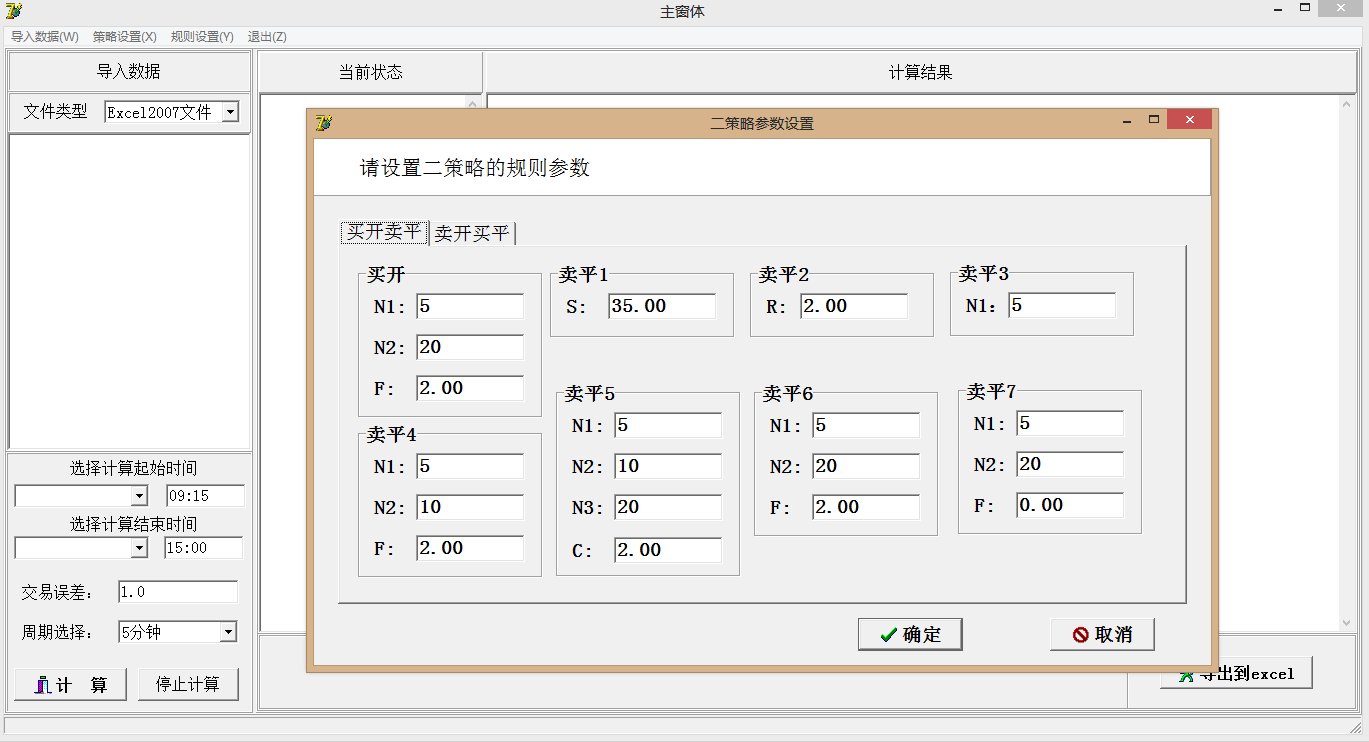 主窗体
导入数据(W) 策略设置(X) 规则设置(Y) 退出(Z)
导入数据
当前状态
计算结果
文件类型 Excel2007文件
二策略参数设置
请设置二策略的规则参数
买开卖平 卖开买平
买开
N1: 5
N2: 20
F: 2.00
卖平1
S: 35.00
卖平2
R: 2.00
卖平3
N1: 5
卖平4
N1: 5
N2: 10
F: 2.00
卖平5
N1: 5
N2: 10
N3: 20
C: 2.00
卖平6
N1: 5
N2: 20
F: 2.00
卖平7
N1: 5
N2: 20
F: 0.00
确定 取消
选择计算起始时间
09:15
选择计算结束时间
15:00
交易误差: 1.0
周期选择: 5分钟
计 算 停止计算
导出到excel